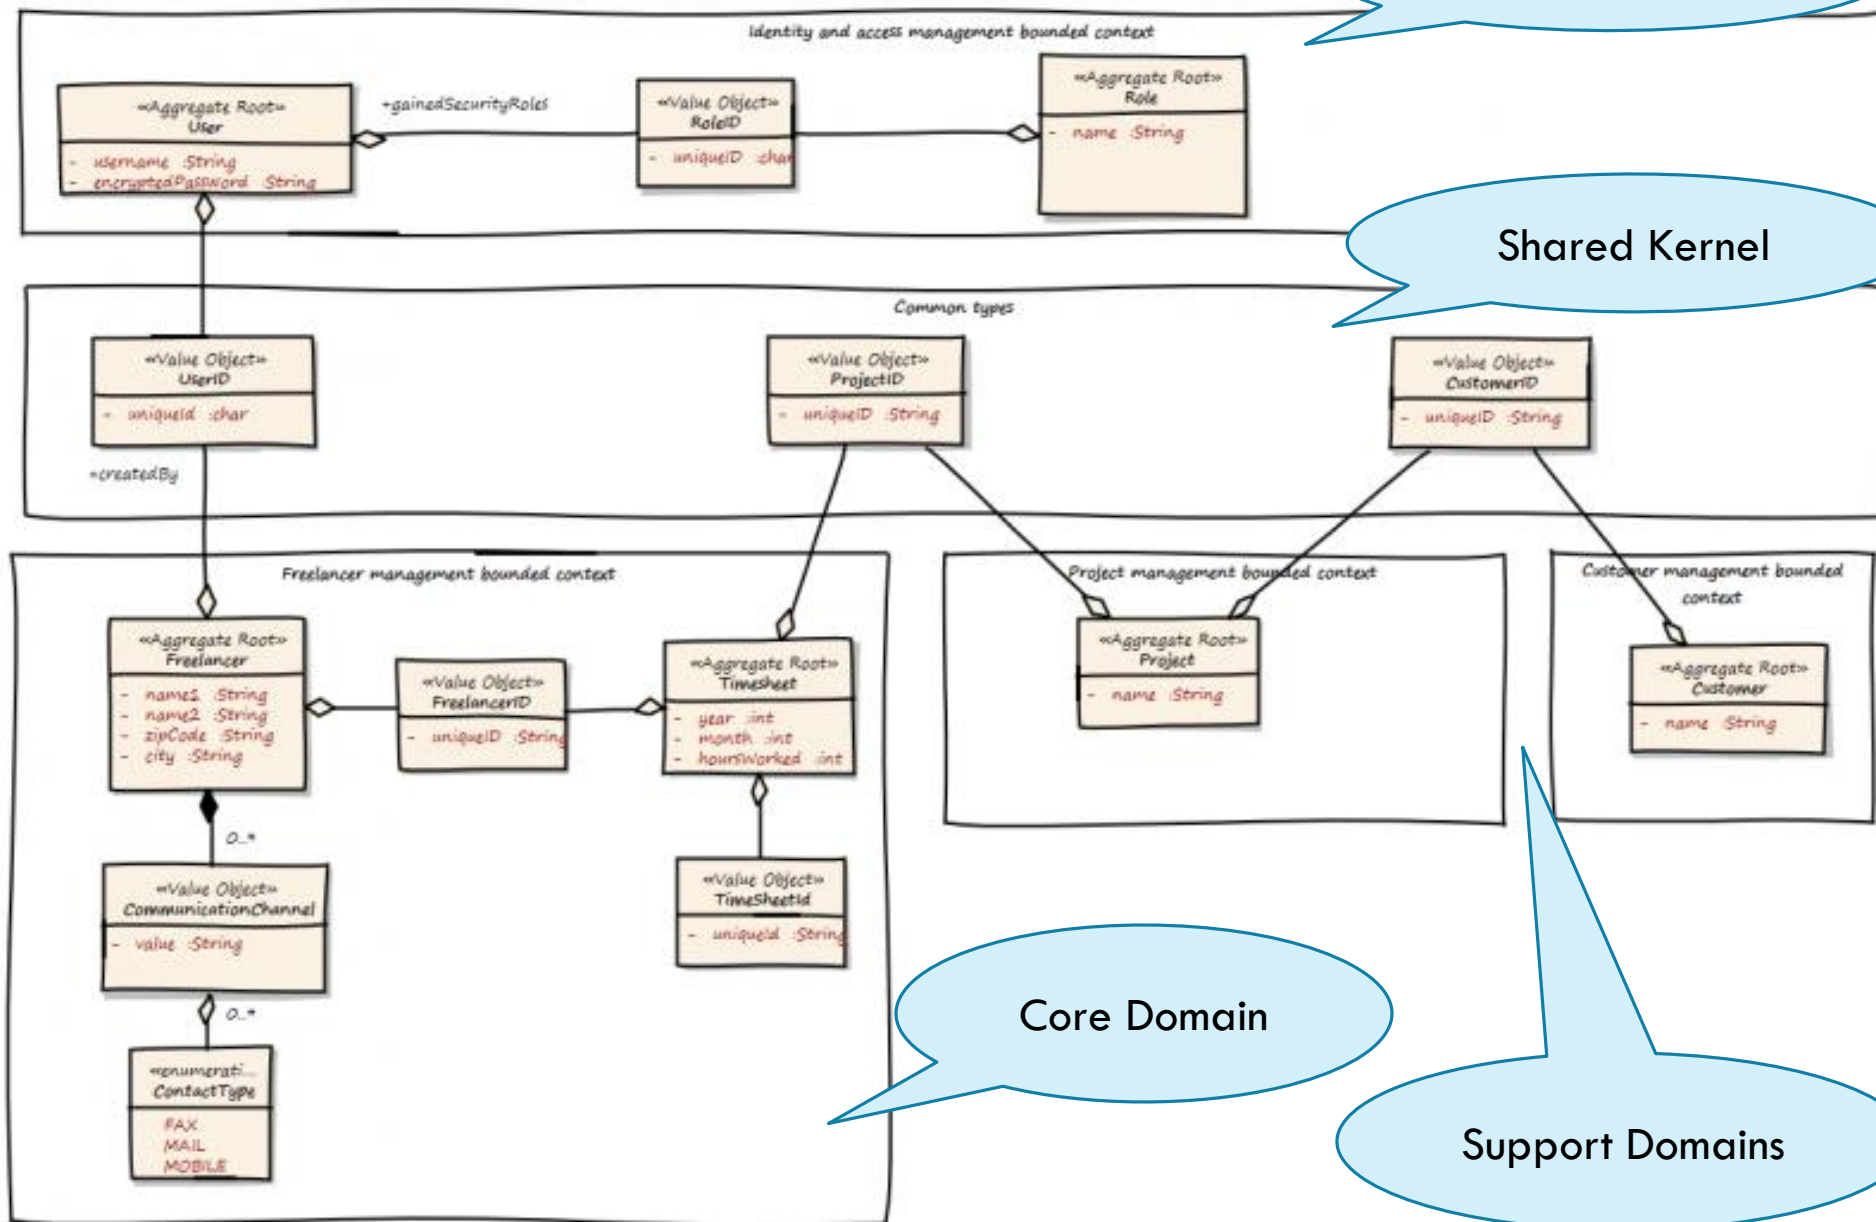 Identity and access management bounded context
«Aggregate Root»
User
- username :String
- encryptedPassword :String
+gainedSecurityRoles
«Value Object»
RoleID
- uniqueID :char
«Aggregate Root»
Role
- name :String
Shared Kernel
Common types
«Value Object»
UserID
- uniqueId :char
+createdBy
«Value Object»
ProjectID
- uniqueID :String
«Value Object»
CustomerID
- uniqueID :String
Freelancer management bounded context
«Aggregate Root»
Freelancer
- name1 :String
- name2 :String
- zipCode :String
- city :String
«Value Object»
FreelancerID
- uniqueID :String
«Aggregate Root»
Timesheet
- year :int
- month :int
- hoursWorked :int
0..*
«Value Object»
CommunicationChannel
- value :String
0..*
«enumerati...
ContactType
FAX
MAIL
MOBILE
«Value Object»
TimeSheetId
- uniqueId :String
Project management bounded context
«Aggregate Root»
Project
- name :String
Customer management bounded
context
«Aggregate Root»
Customer
- name :String
Core Domain
Support Domains